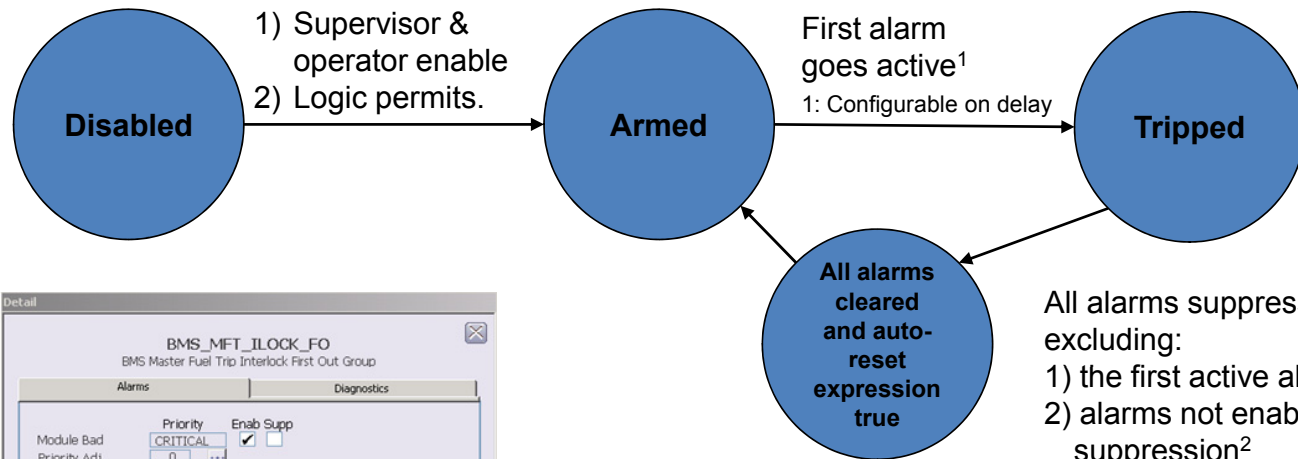 Disabled
1) Supervisor &
operator enable
2) Logic permits.
Armed
First alarm
goes active1
1: Configurable on delay
Tripped
All alarms
cleared
and auto-
reset
expression
true
All alarms suppres
excluding:
1) the first active al
2) alarms not enab
suppression2
Detail
BMS_MFT_ILOCK_FO
BMS Master Fuel Trip Interlock First Out Group
Alarms Diagnostics
Priority Enab Supp
Module Bad CRITICAL
Priority Adj 0 ...